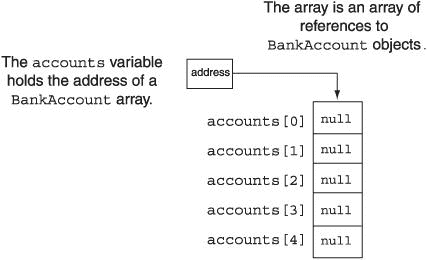 The array is an array of
references to
BankAccount objects.
The accounts variable
holds the address of a
BankAccount array.
address
accounts[0] null
accounts[1] null
accounts[2] null
accounts[3] null
accounts[4] null